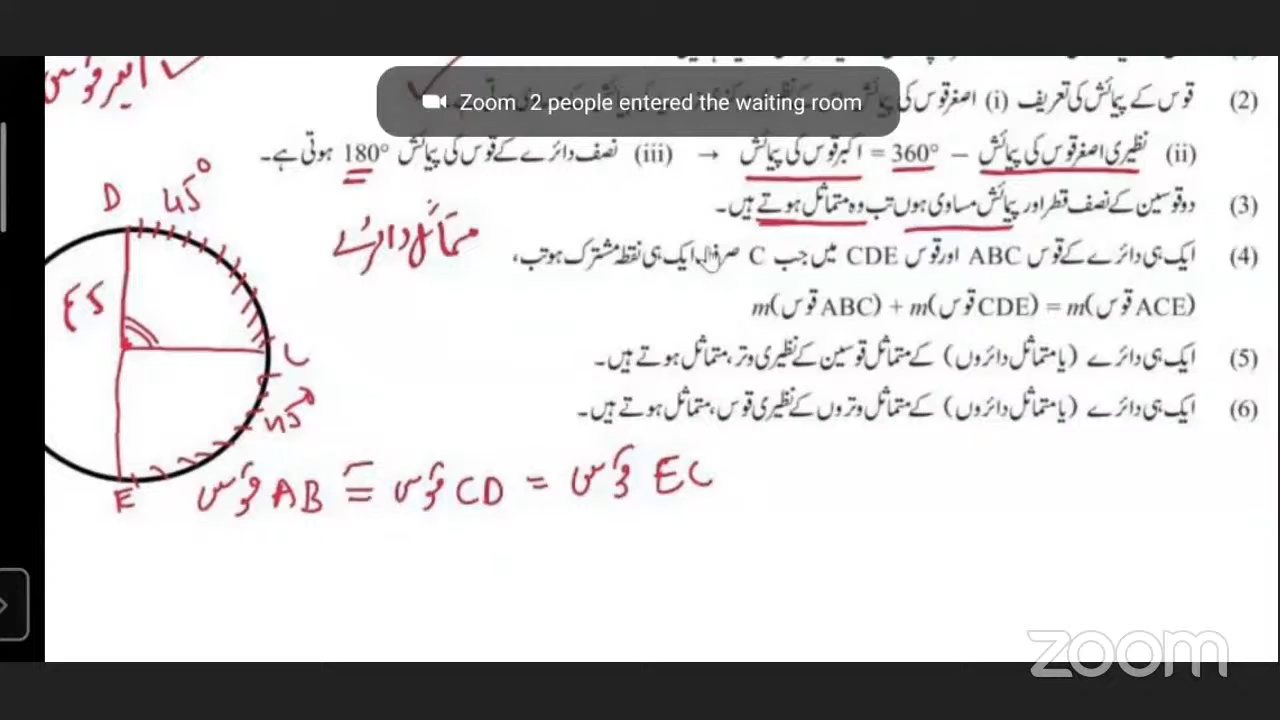 Zoom . 2 people entered the waiting room
(2) قوس کے پیمائش کی تعریف (i) اصغر قوس کی
(ii) نظیری اصغر قوس کی پیمائش − 360° = اکبر قوس کی پیمائش → (iii) نصف دائرے کے قوس کی پیمائش 180° ہوتی ہے۔
(3) دو قوسین کے نصف قطر اور پیمائش مساوی ہوں تب وہ متماثل ہوتے ہیں۔
(4) ایک ہی دائرے کے قوس ABC اور قوس CDE میں جب C صرف ایک ہی نقطہ مشترک ہو تب،
m(قوس ABC) + m(قوس CDE) = m(قوس ACE)
(5) ایک ہی دائرے (یا متماثل دائروں) کے متماثل قوسین کے نظیری وتر، متماثل ہوتے ہیں۔
(6) ایک ہی دائرے (یا متماثل دائروں) کے متماثل وتروں کے نظیری قوس، متماثل ہوتے ہیں۔
D 45°
متماثل دائرے
C
45°
E
قوس AB ≅ قوس CD = قوس EC
zoom